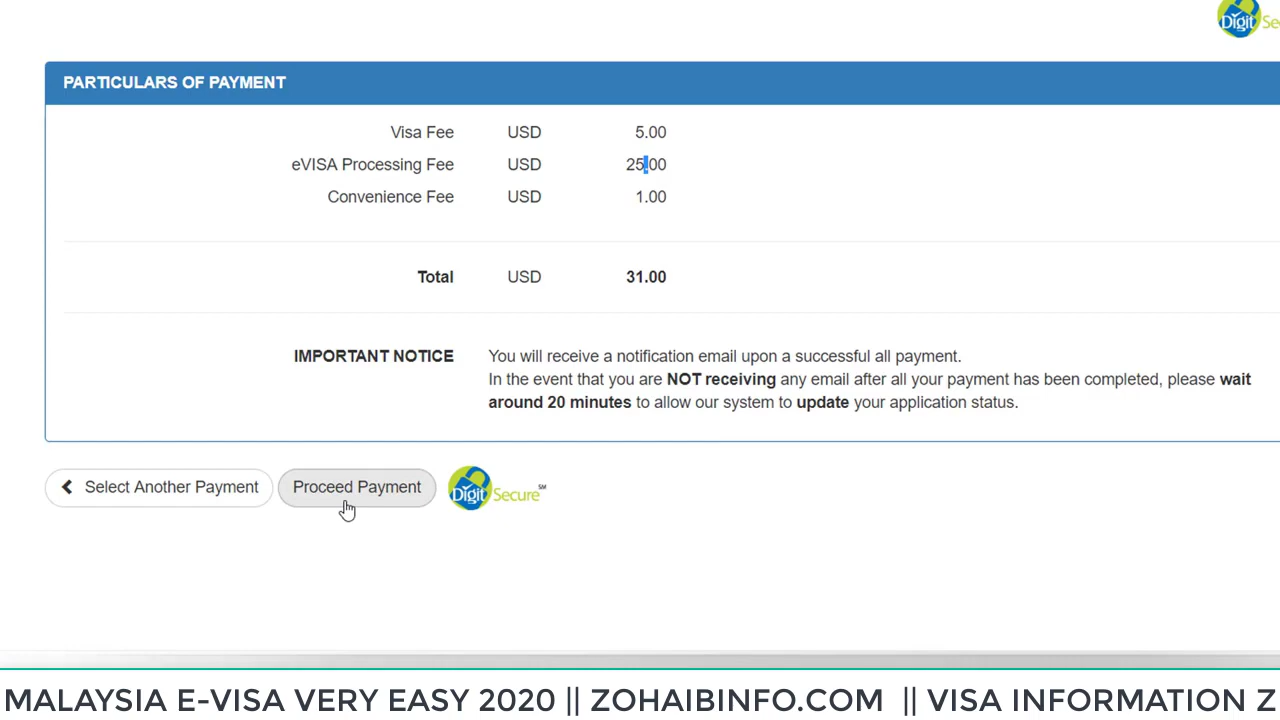 Digit Se
PARTICULARS OF PAYMENT
Visa Fee USD 5.00
eVISA Processing Fee USD 25.00
Convenience Fee USD 1.00
Total USD 31.00
IMPORTANT NOTICE You will receive a notification email upon a successful all payment.
In the event that you are NOT receiving any email after all your payment has been completed, please wait
around 20 minutes to allow our system to update your application status.
Select Another Payment Proceed Payment Digit Secure SM
MALAYSIA E-VISA VERY EASY 2020 || ZOHAIBINFO.COM || VISA INFORMATION Z